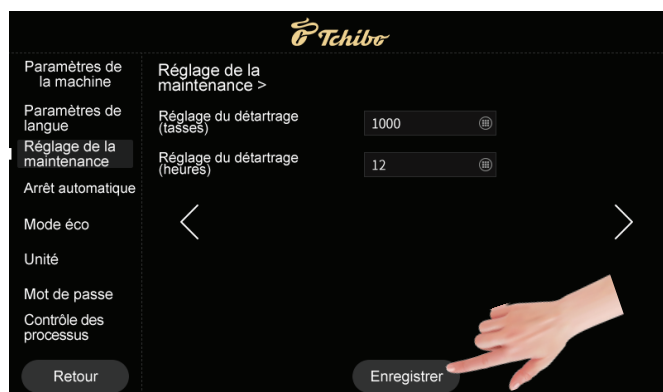 Tchibo
Paramètres de
la machine
Paramètres de
langue
Réglage de la
maintenance
Arrêt automatique
Mode éco
Unité
Mot de passe
Contrôle des
processus
Retour
Réglage de la
maintenance >
Réglage du détartrage
(tasses)
1000
Réglage du détartrage
(heures)
12
Enregistrer